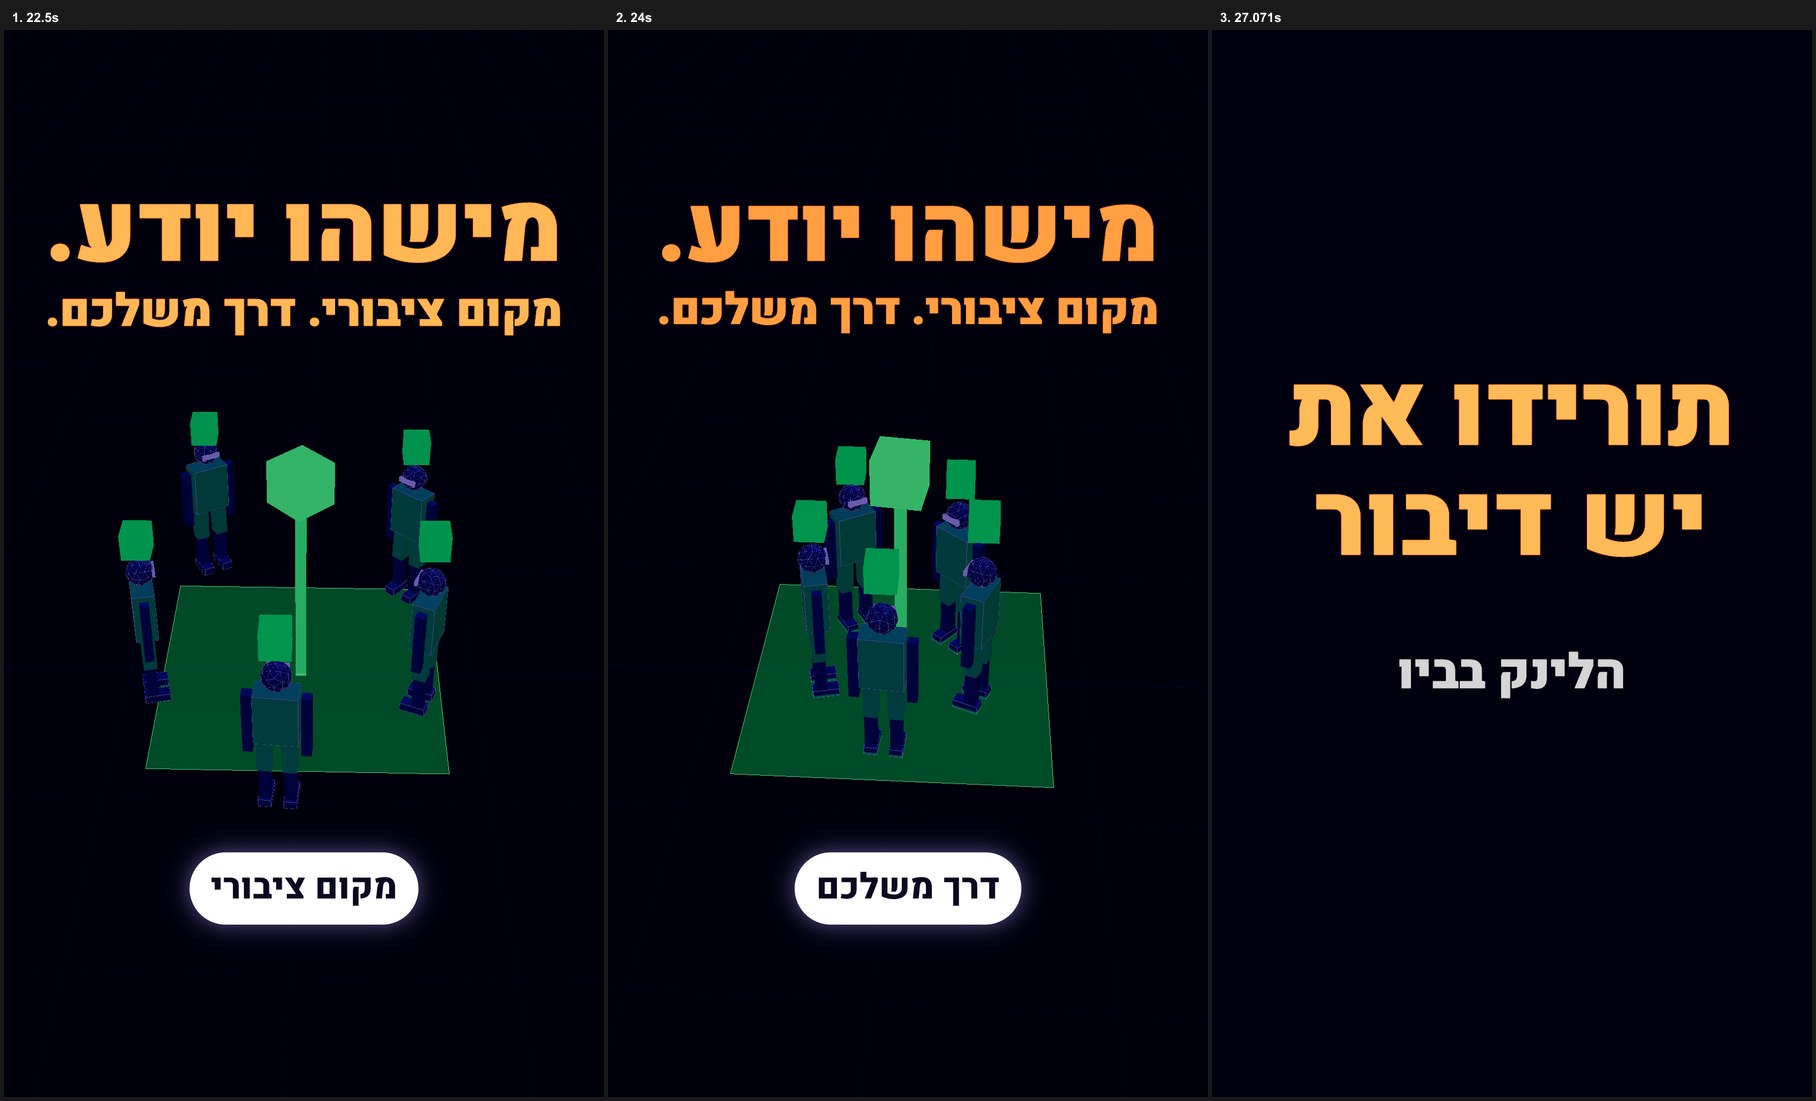 1. 22.5s
מישהו יודע.
מקום ציבורי. דרך משלכם.
מקום ציבורי
2. 24s
מישהו יודע.
מקום ציבורי. דרך משלכם.
דרך משלכם
3. 27.071s
תורידו את
יש דיבור
הלינק בביו